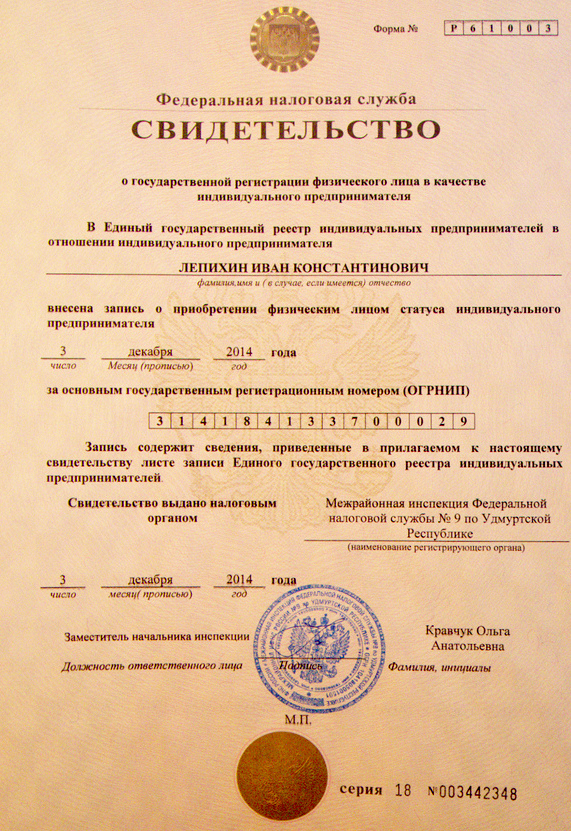 Форма № Р 6 1 0 0 3
Федеральная налоговая служба
СВИДЕТЕЛЬСТВО
о государственной регистрации физического лица в качестве
индивидуального предпринимателя
В Единый государственный реестр индивидуальных предпринимателей в
отношении индивидуального предпринимателя
ЛЕПИХИН ИВАН КОНСТАНТИНОВИЧ
фамилия,имя и ( в случае, если имеется) отчество
внесена запись о приобретении физическим лицом статуса индивидуального
предпринимателя
3 декабря 2014 года
число Месяц (прописью) год
за основным государственным регистрационным номером (ОГРНИП)
3 1 4 1 8 4 1 3 3 7 0 0 0 2 9
Запись содержит сведения, приведенные в прилагаемом к настоящему
свидетельству листе записи Единого государственного реестра индивидуальных
предпринимателей.
Свидетельство выдано налоговым
органом
Межрайонная инспекция Федеральной
налоговой службы № 9 по Удмуртской
Республике
(наименование регистрирующего органа)
3 декабря 2014 года
число месяц( прописью) год
Заместитель начальника инспекции
Кравчук Ольга
Анатольевна
Должность ответственного лица Подпись Фамилия, инициалы
М.П.
серия 18 №003442348